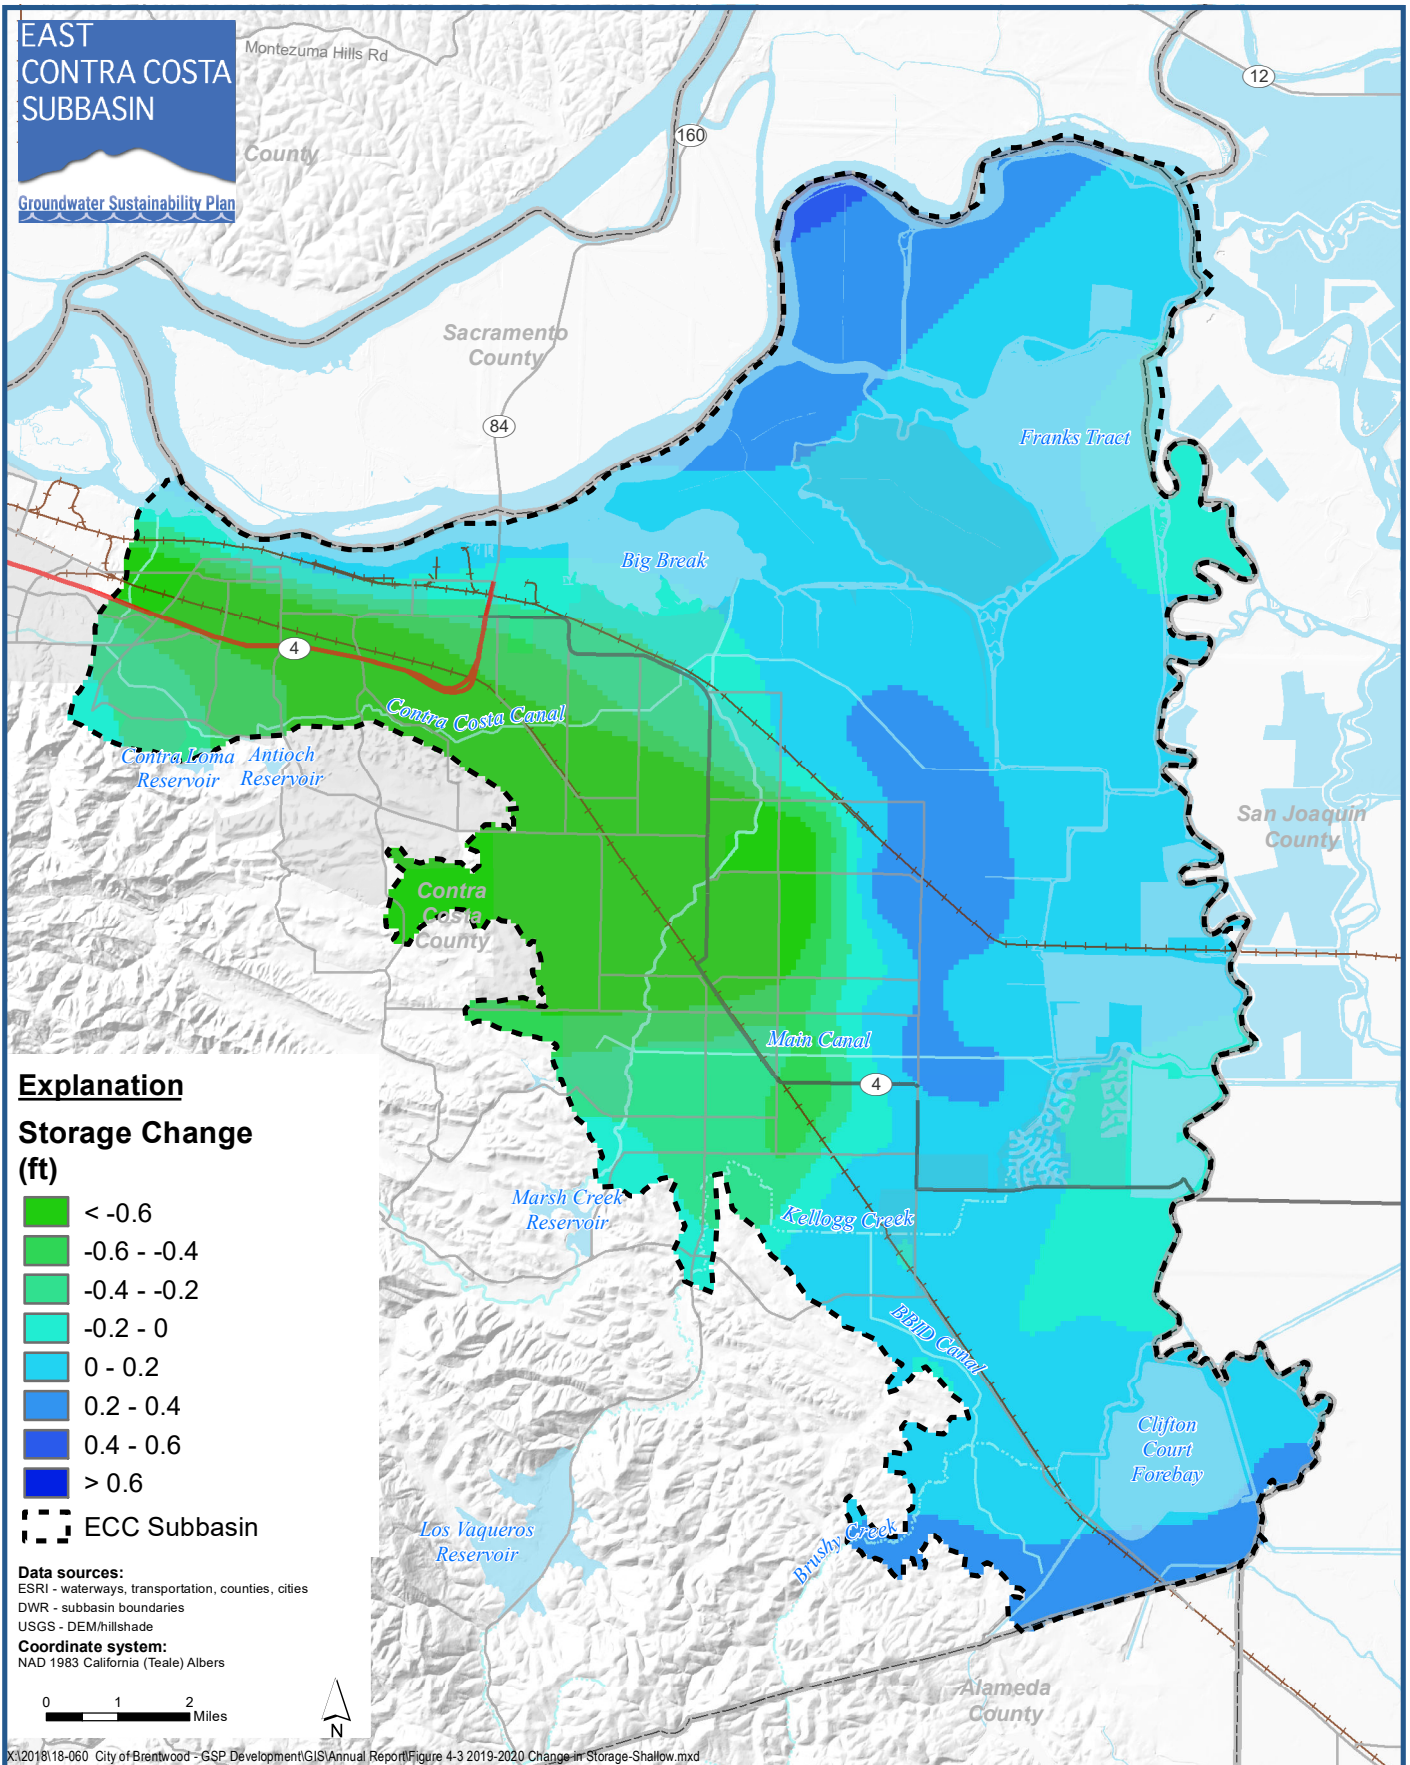 EAST
CONTRA COSTA
SUBBASIN
Groundwater Sustainability Plan
Montezuma Hills Rd
County
160
12
Sacramento
County
84
Franks Tract
Big Break
4
Contra Costa Canal
Contra Loma
Reservoir
Antioch
Reservoir
San Joaquin
County
Contra
Costa
County
Main Canal
4
Marsh Creek
Reservoir
Kellogg Creek
BBID Canal
Clifton
Court
Forebay
Los Vaqueros
Reservoir
Brushy Creek
Alameda
County
Explanation
Storage Change
(ft)
< -0.6
-0.6 - -0.4
-0.4 - -0.2
-0.2 - 0
0 - 0.2
0.2 - 0.4
0.4 - 0.6
> 0.6
ECC Subbasin
Data sources:
ESRI - waterways, transportation, counties, cities
DWR - subbasin boundaries
USGS - DEM/hillshade
Coordinate system:
NAD 1983 California (Teale) Albers
0 1 2
Miles
N
X:\2018\18-060 City of Brentwood - GSP Development\GIS\Annual Report\Figure 4-3 2019-2020 Change in Storage-Shallow.mxd